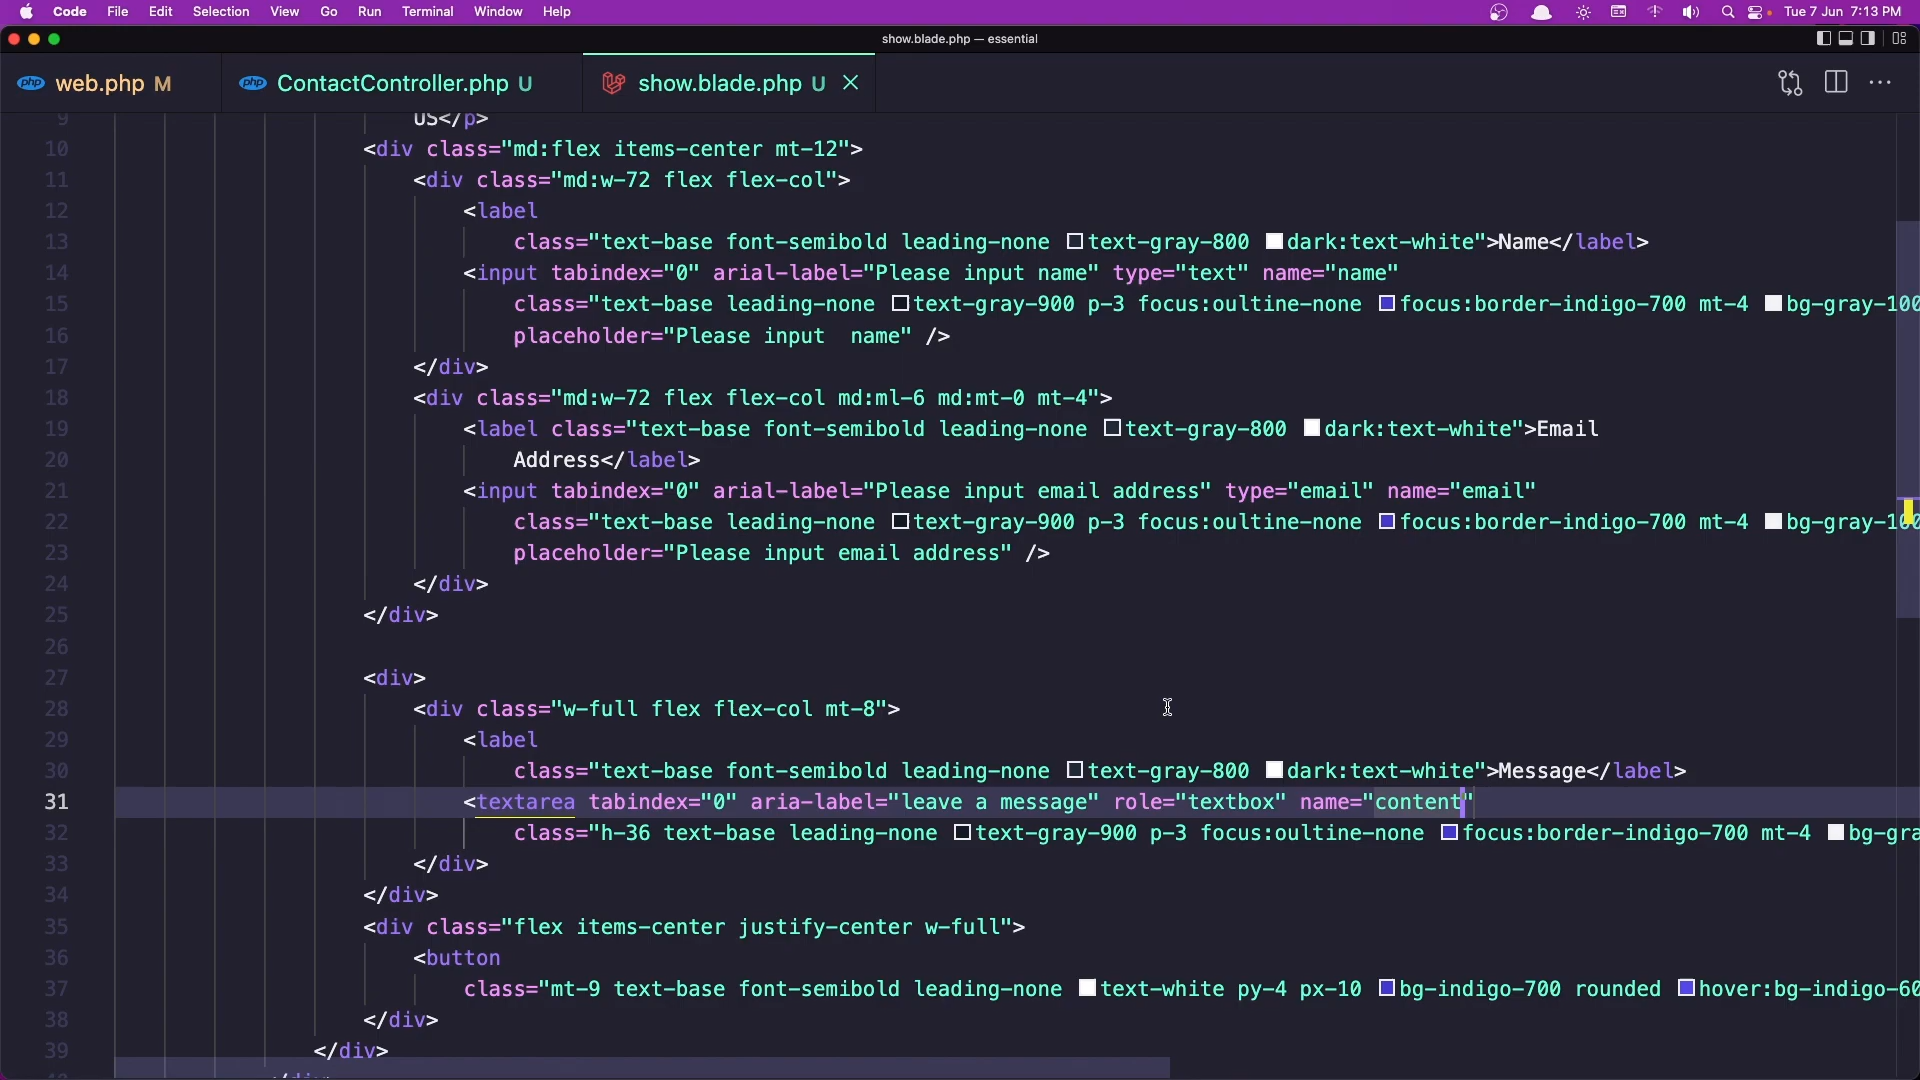 Code File Edit Selection View Go Run Terminal Window Help Tue 7 Jun 7:13 PM
show.blade.php — essential
php web.php M php ContactController.php U show.blade.php U
9 US</p>
10 <div class="md:flex items-center mt-12">
11 <div class="md:w-72 flex flex-col">
12 <label
13 class="text-base font-semibold leading-none text-gray-800 dark:text-white">Name</label>
14 <input tabindex="0" arial-label="Please input name" type="text" name="name"
15 class="text-base leading-none text-gray-900 p-3 focus:oultine-none focus:border-indigo-700 mt-4 bg-gray-100
16 placeholder="Please input  name" />
17 </div>
18 <div class="md:w-72 flex flex-col md:ml-6 md:mt-0 mt-4">
19 <label class="text-base font-semibold leading-none text-gray-800 dark:text-white">Email
20 Address</label>
21 <input tabindex="0" arial-label="Please input email address" type="email" name="email"
22 class="text-base leading-none text-gray-900 p-3 focus:oultine-none focus:border-indigo-700 mt-4 bg-gray-100
23 placeholder="Please input email address" />
24 </div>
25 </div>
26
27 <div>
28 <div class="w-full flex flex-col mt-8">
29 <label
30 class="text-base font-semibold leading-none text-gray-800 dark:text-white">Message</label>
31 <textarea tabindex="0" aria-label="leave a message" role="textbox" name="content"
32 class="h-36 text-base leading-none text-gray-900 p-3 focus:oultine-none focus:border-indigo-700 mt-4 bg-gra
33 </div>
34 </div>
35 <div class="flex items-center justify-center w-full">
36 <button
37 class="mt-9 text-base font-semibold leading-none text-white py-4 px-10 bg-indigo-700 rounded hover:bg-indigo-60
38 </div>
39 </div>